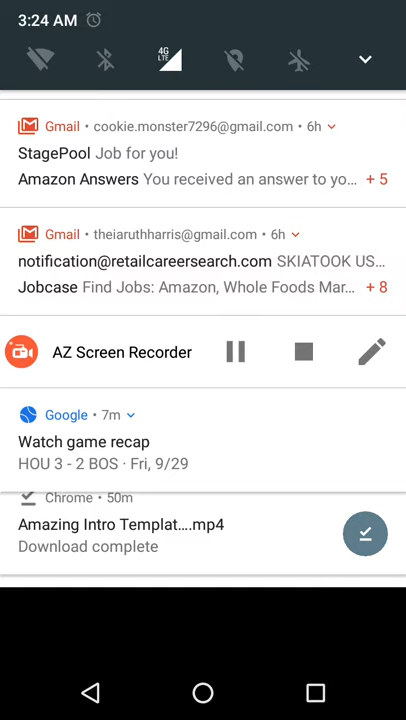 3:24 AM
4G
LTE
Gmail • cookie.monster7296@gmail.com • 6h
StagePool Job for you!
Amazon Answers You received an answer to yo... + 5
Gmail • theiaruthharris@gmail.com • 6h
notification@retailcareersearch.com SKIATOOK US...
Jobcase Find Jobs: Amazon, Whole Foods Mar... + 8
AZ Screen Recorder
Google • 7m
Watch game recap
HOU 3 - 2 BOS · Fri, 9/29
Chrome • 50m
Amazing Intro Templat....mp4
Download complete